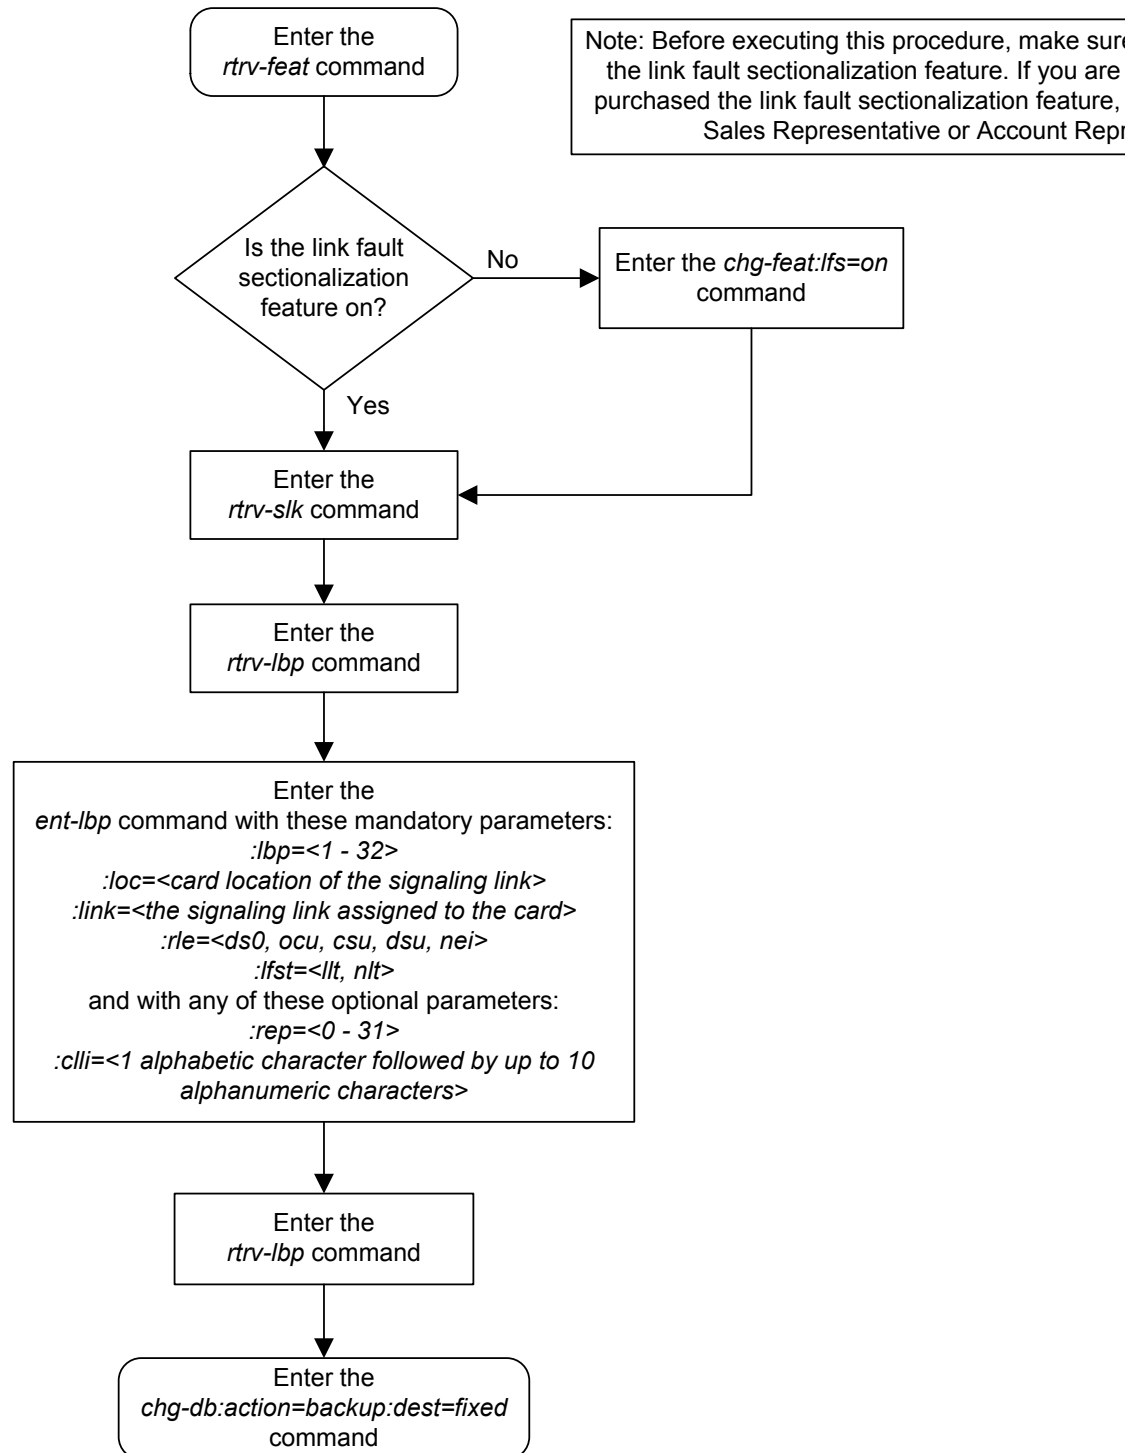 Enter the
rtrv-feat command
Note: Before executing this procedure, make sure
the link fault sectionalization feature. If you are
purchased the link fault sectionalization feature,
Sales Representative or Account Repr
Is the link fault
sectionalization
feature on?
No
Enter the chg-feat:lfs=on
command
Yes
Enter the
rtrv-slk command
Enter the
rtrv-lbp command
Enter the
ent-lbp command with these mandatory parameters:
:lbp=<1 - 32>
:loc=<card location of the signaling link>
:link=<the signaling link assigned to the card>
:rle=<ds0, ocu, csu, dsu, nei>
:lfst=<llt, nlt>
and with any of these optional parameters:
:rep=<0 - 31>
:clli=<1 alphabetic character followed by up to 10
alphanumeric characters>
Enter the
rtrv-lbp command
Enter the
chg-db:action=backup:dest=fixed
command